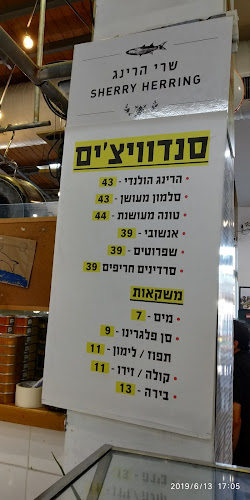 שרי הרינג
SHERRY HERRING
סנדוויצ'ים
• הרינג הולנדי - 43
• סלמון מעושן - 43
• טונה מעושנת - 44
• אנשובי - 39
• שפרוטים - 39
• סרדינים חריפים 39
משקאות
• מים - 7
• סן פלגרינו - 9
תפוז / לימון - 11
• קולה / זירו - 11
• בירה - 13
2019/6/13 17:05